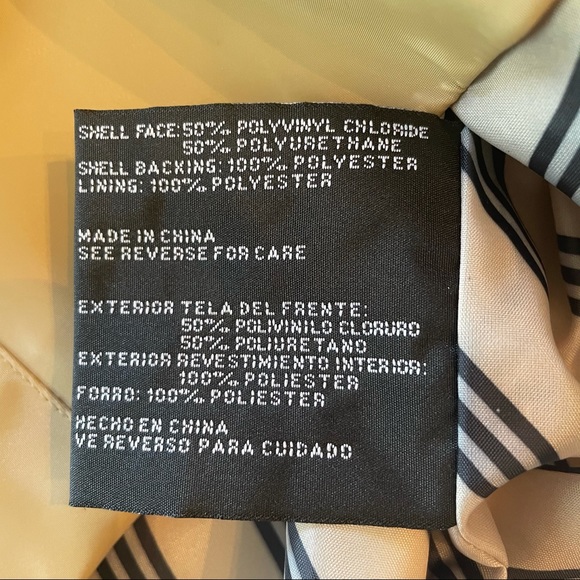 SHELL FACE:50% POLYVINYL CHLORIDE
50% POLYURETHANE
SHELL BACKING:100% POLYESTER
LINING:100% POLYESTER
MADE IN CHINA
SEE REVERSE FOR CARE
EXTERIOR TELA DEL FRENTE:
50% POLIVINILO CLORURO
50% POLIURETANO
EXTERIOR REVESTIMIENTO INTERIOR:
100% POLIESTER
FORRO:100% POLIESTER
HECHO EN CHINA
VE REVERSO PARA CUIDADO